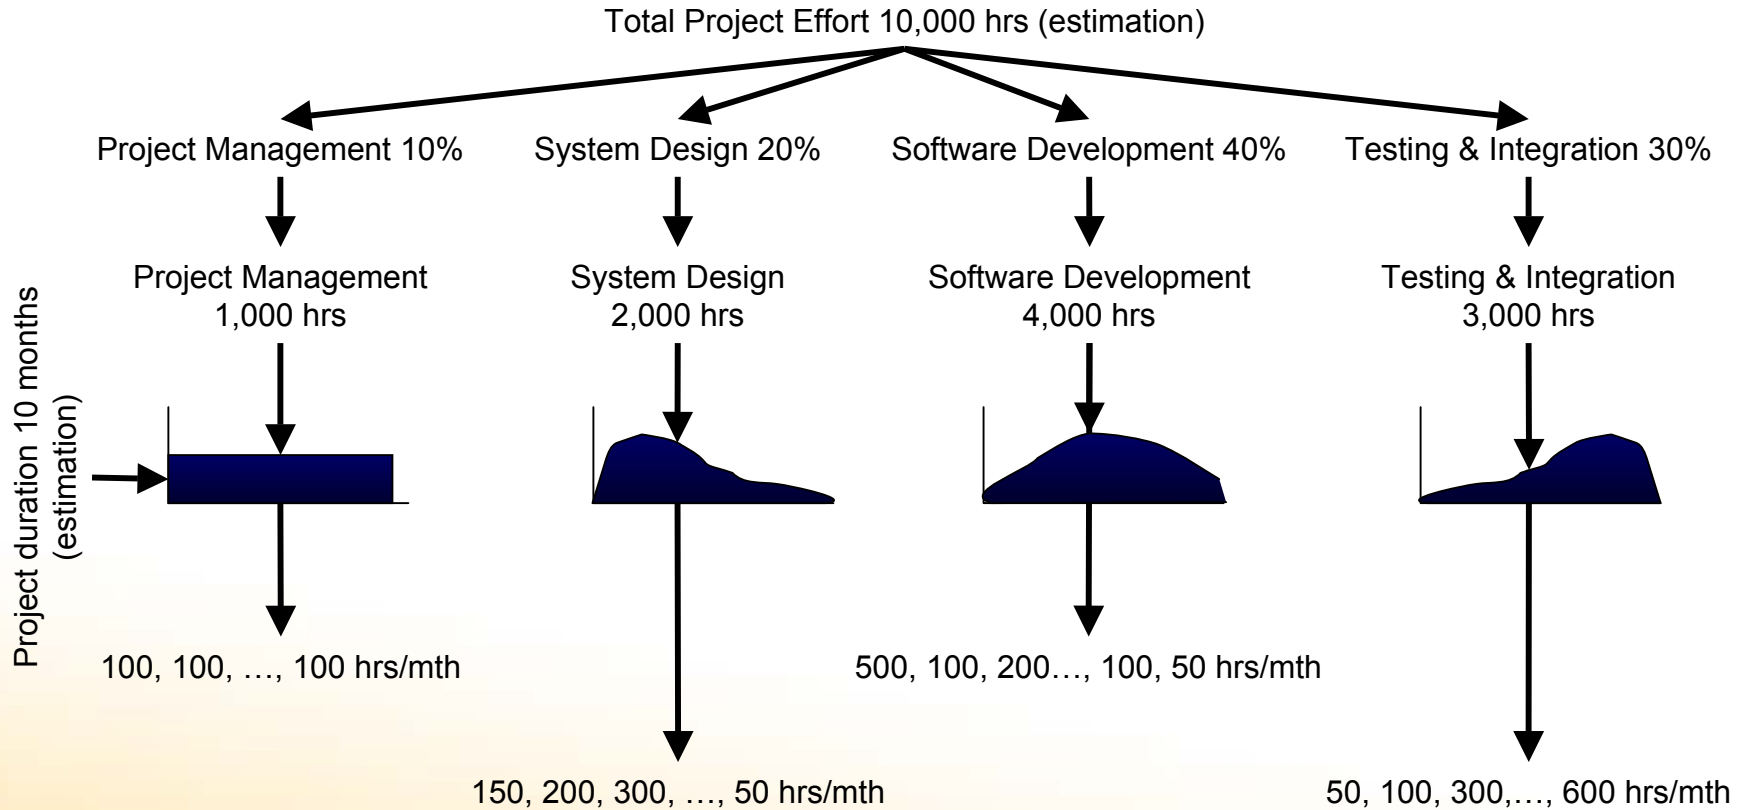 Total Project Effort 10,000 hrs (estimation)
Project Management 10%
System Design 20%
Software Development 40%
Testing & Integration 30%
Project Management
1,000 hrs
System Design
2,000 hrs
Software Development
4,000 hrs
Testing & Integration
3,000 hrs
Project duration 10 months
(estimation)
100, 100, …, 100 hrs/mth
500, 100, 200…, 100, 50 hrs/mth
150, 200, 300, …, 50 hrs/mth
50, 100, 300,…, 600 hrs/mth